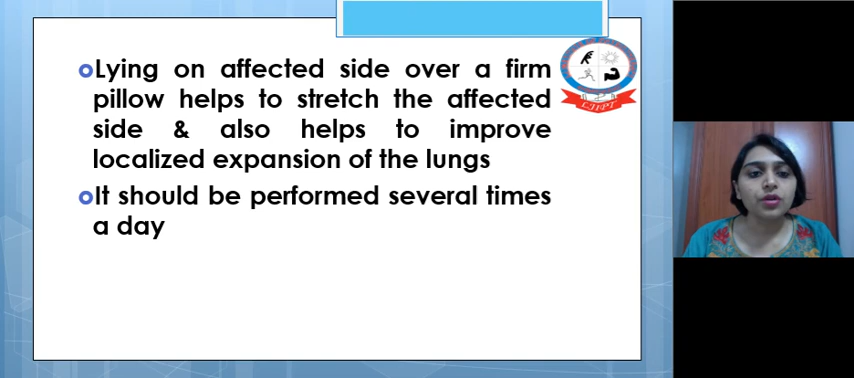 Lying on affected side over a firm
pillow helps to stretch the affected
side & also helps to improve
localized expansion of the lungs
It should be performed several times
a day
LJIPT